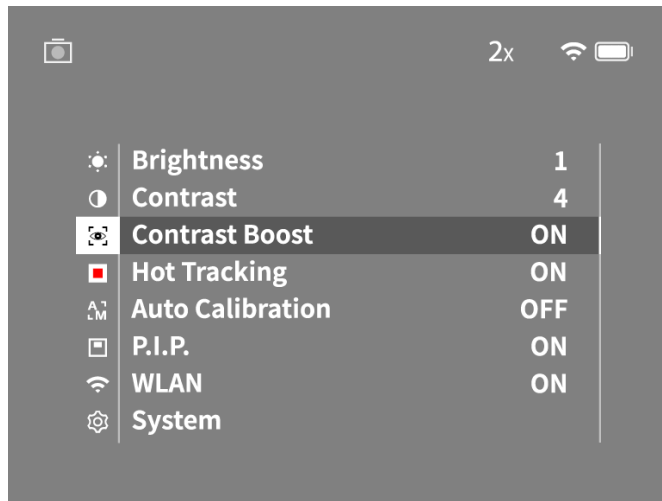 2x
Brightness 1
Contrast 4
Contrast Boost ON
Hot Tracking ON
Auto Calibration OFF
P.I.P. ON
WLAN ON
System